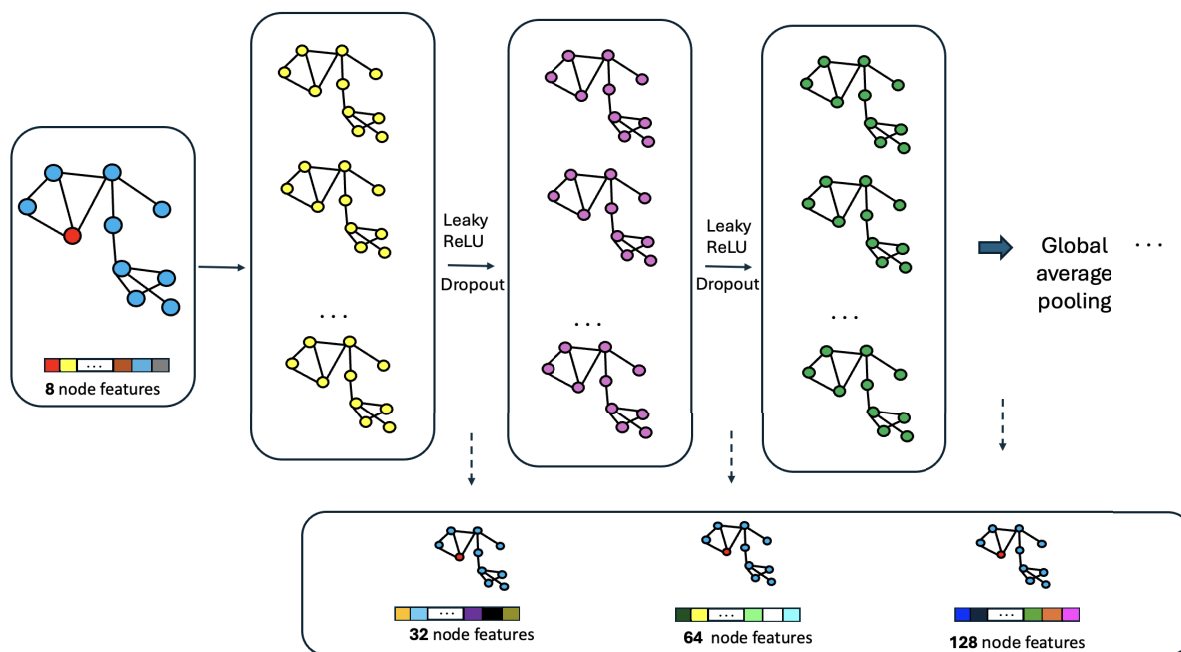 8 node features
Leaky
ReLU
Dropout
Leaky
ReLU
Dropout
Global
average
pooling
...
...
...
...
...
32 node features
...
64 node features
...
128 node features
...